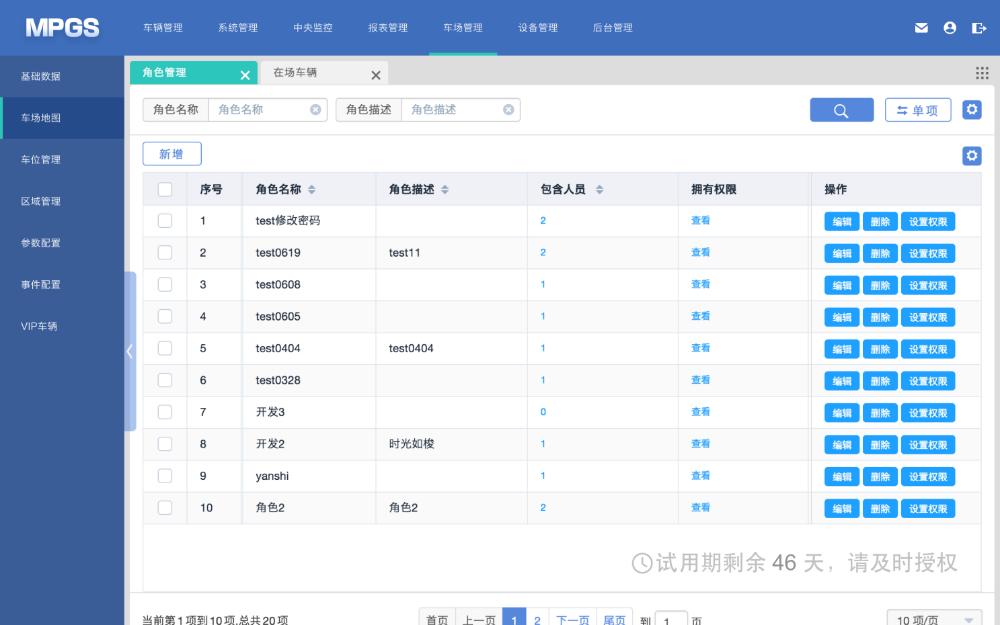 MPGS
车辆管理 系统管理 中央监控 报表管理 车场管理 设备管理 后台管理
基础数据
车场地图
车位管理
区域管理
参数配置
事件配置
VIP车辆
角色管理 在场车辆
角色名称 角色名称 角色描述 角色描述 单项
新增
序号 角色名称 角色描述 包含人员 拥有权限 操作
1 test修改密码 2 查看 编辑 删除 设置权限
2 test0619 test11 2 查看 编辑 删除 设置权限
3 test0608 1 查看 编辑 删除 设置权限
4 test0605 1 查看 编辑 删除 设置权限
5 test0404 test0404 1 查看 编辑 删除 设置权限
6 test0328 1 查看 编辑 删除 设置权限
7 开发3 0 查看 编辑 删除 设置权限
8 开发2 时光如梭 1 查看 编辑 删除 设置权限
9 yanshi 1 查看 编辑 删除 设置权限
10 角色2 角色2 2 查看 编辑 删除 设置权限
试用期剩余 46 天，请及时授权
当前第1项到10项,总共20项 首页 上一页 1 2 下一页 尾页 到 1 页 10 项/页